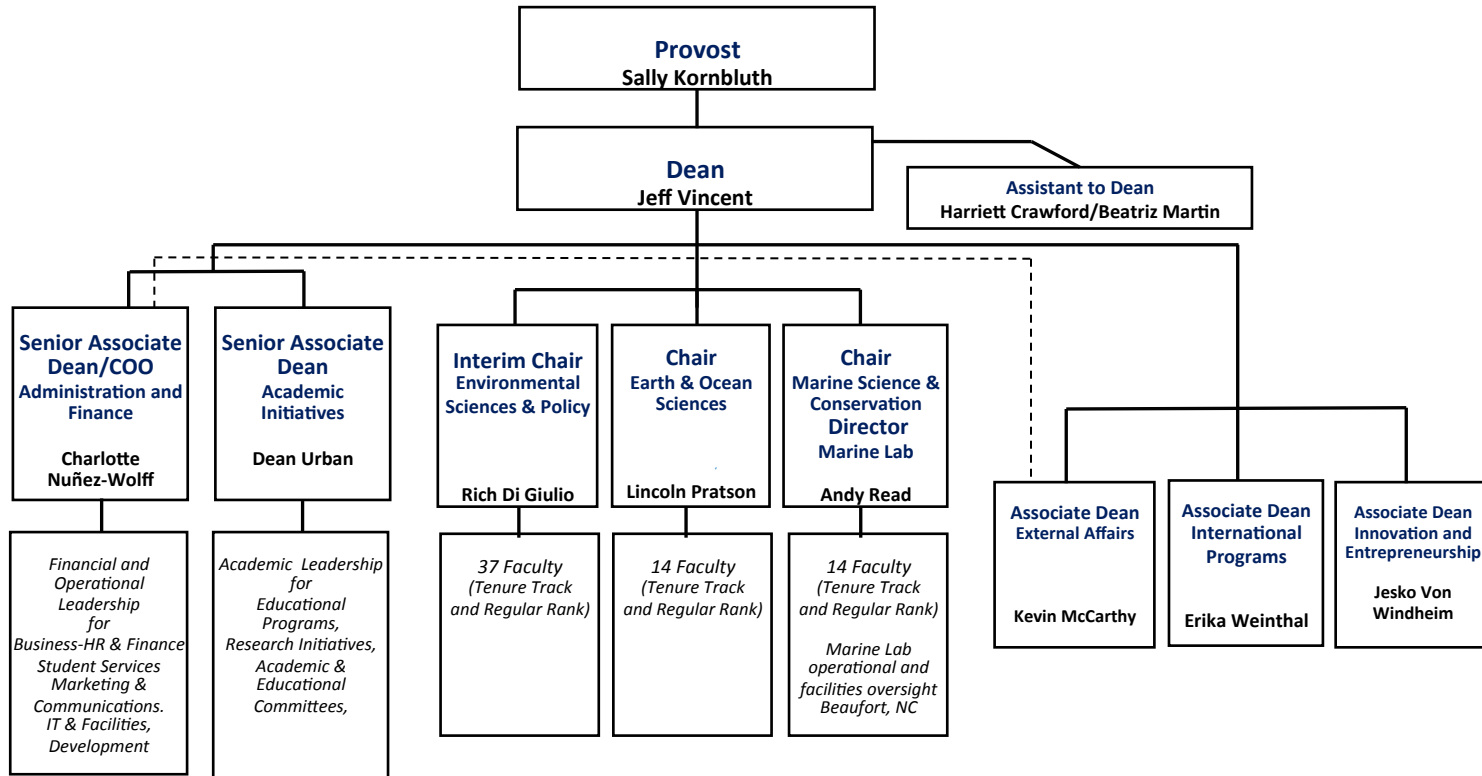 Provost
Sally Kornbluth
Dean
Jeff Vincent
Assistant to Dean
Harriett Crawford/Beatriz Martin
Senior Associate
Dean/COO
Administration and
Finance
Charlotte
Nuñez-Wolff
Senior Associate
Dean
Academic
Initiatives
Dean Urban
Interim Chair
Environmental
Sciences & Policy
Rich Di Giulio
Chair
Earth & Ocean
Sciences
Lincoln Pratson
Chair
Marine Science &
Conservation
Director
Marine Lab
Andy Read
Associate Dean
External Affairs
Kevin McCarthy
Associate Dean
International
Programs
Erika Weinthal
Associate Dean
Innovation and
Entrepreneurship
Jesko Von
Windheim
Financial and
Operational
Leadership
for
Business-HR & Finance
Student Services
Marketing &
Communications.
IT & Facilities,
Development
Academic Leadership
for
Educational
Programs,
Research Initiatives,
Academic &
Educational
Committees,
37 Faculty
(Tenure Track
and Regular Rank)
14 Faculty
(Tenure Track
and Regular Rank)
14 Faculty
(Tenure Track
and Regular Rank)
Marine Lab
operational and
facilities oversight
Beaufort, NC